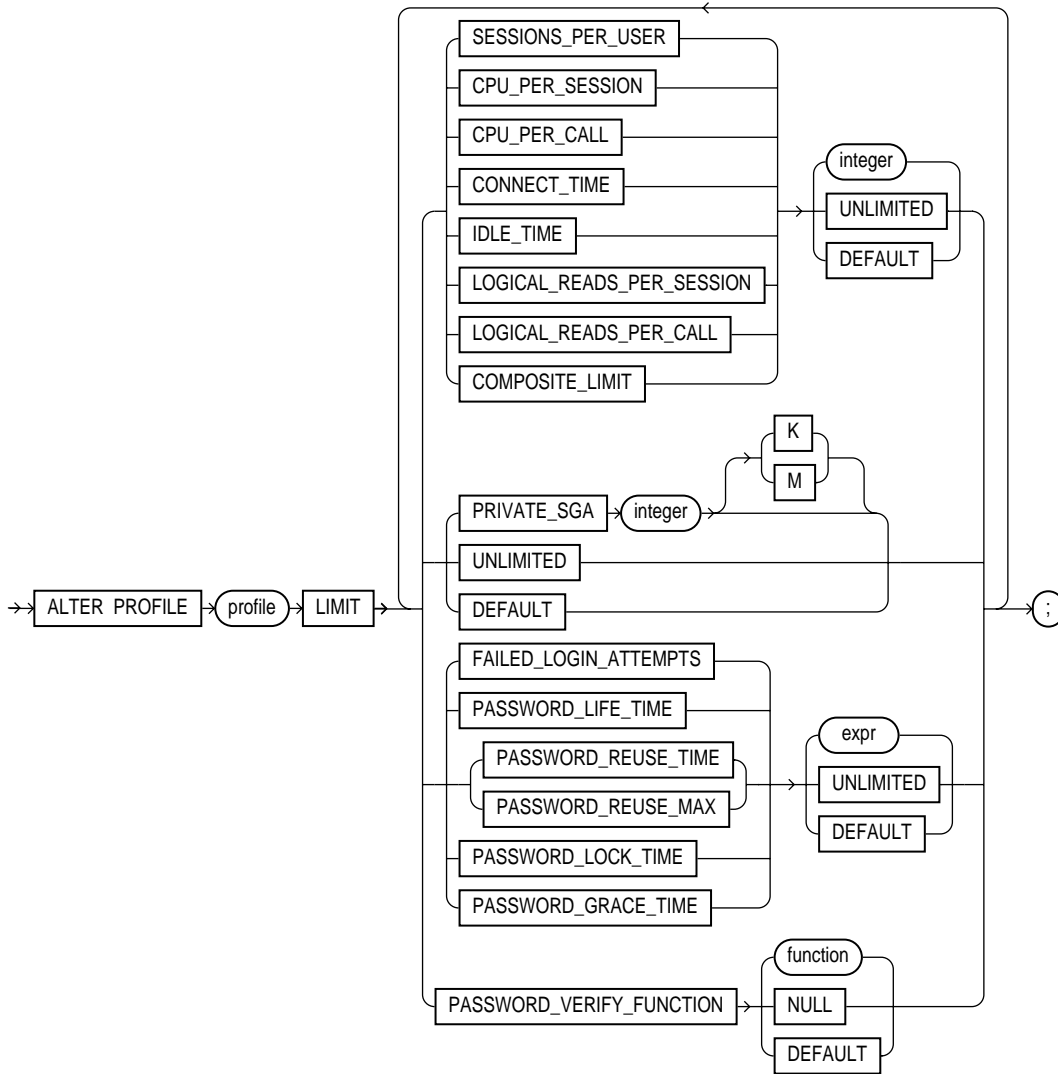 SESSIONS_PER_USER
CPU_PER_SESSION
CPU_PER_CALL
CONNECT_TIME
IDLE_TIME
LOGICAL_READS_PER_SESSION
LOGICAL_READS_PER_CALL
COMPOSITE_LIMIT
integer
UNLIMITED
DEFAULT
K
M
PRIVATE_SGA integer
UNLIMITED
DEFAULT
ALTER PROFILE profile LIMIT
;
FAILED_LOGIN_ATTEMPTS
PASSWORD_LIFE_TIME
PASSWORD_REUSE_TIME
PASSWORD_REUSE_MAX
PASSWORD_LOCK_TIME
PASSWORD_GRACE_TIME
expr
UNLIMITED
DEFAULT
PASSWORD_VERIFY_FUNCTION
function
NULL
DEFAULT